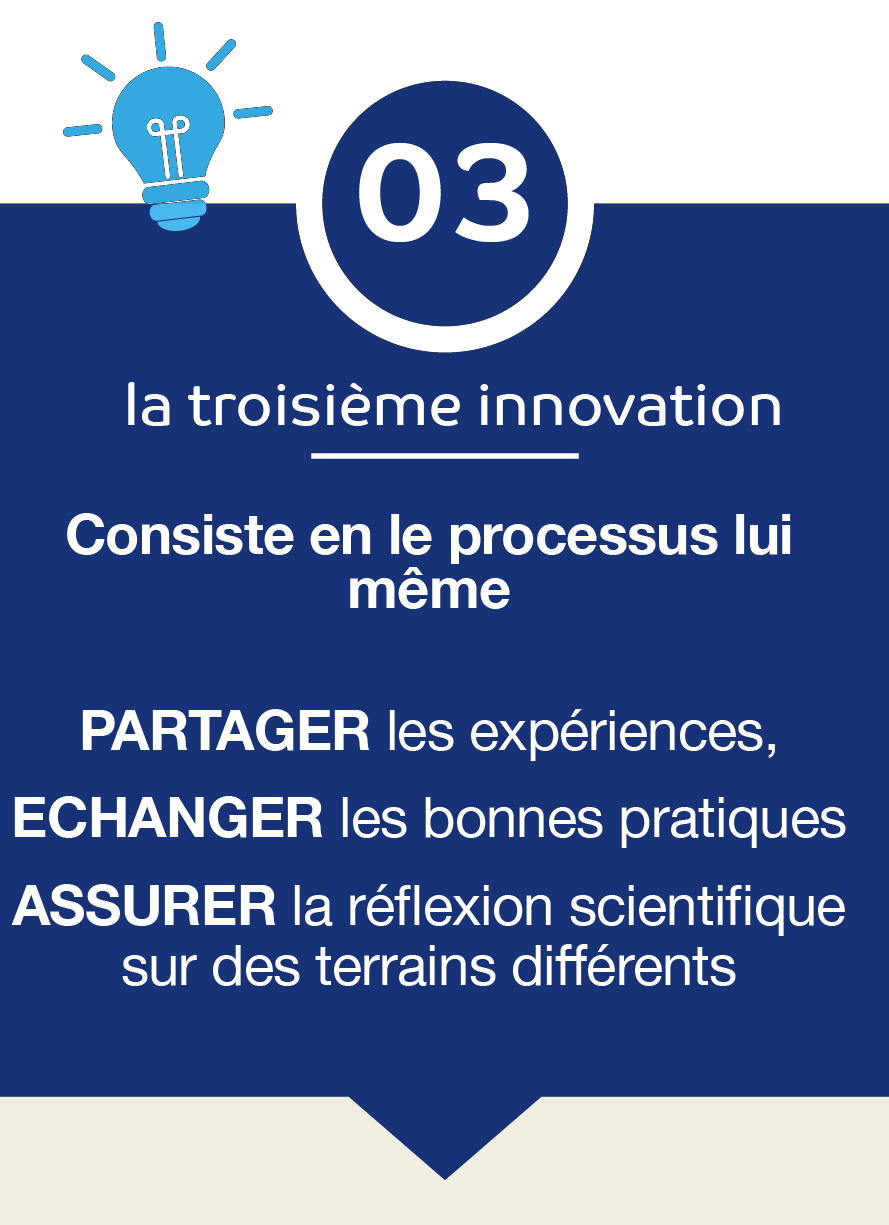 03
la troisième innovation
Consiste en le processus lui
même
PARTAGER les expériences,
ECHANGER les bonnes pratiques
ASSURER la réflexion scientifique
sur des terrains différents